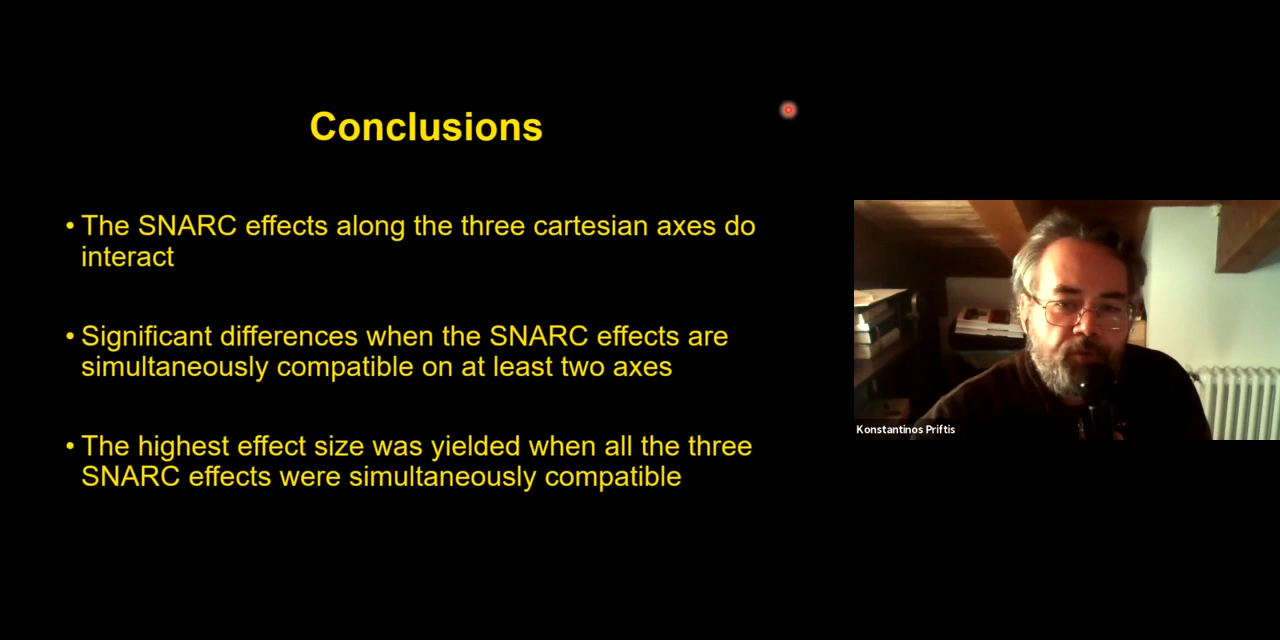 Conclusions
• The SNARC effects along the three cartesian axes do
interact
• Significant differences when the SNARC effects are
simultaneously compatible on at least two axes
• The highest effect size was yielded when all the three
SNARC effects were simultaneously compatible
Konstantinos Priftis